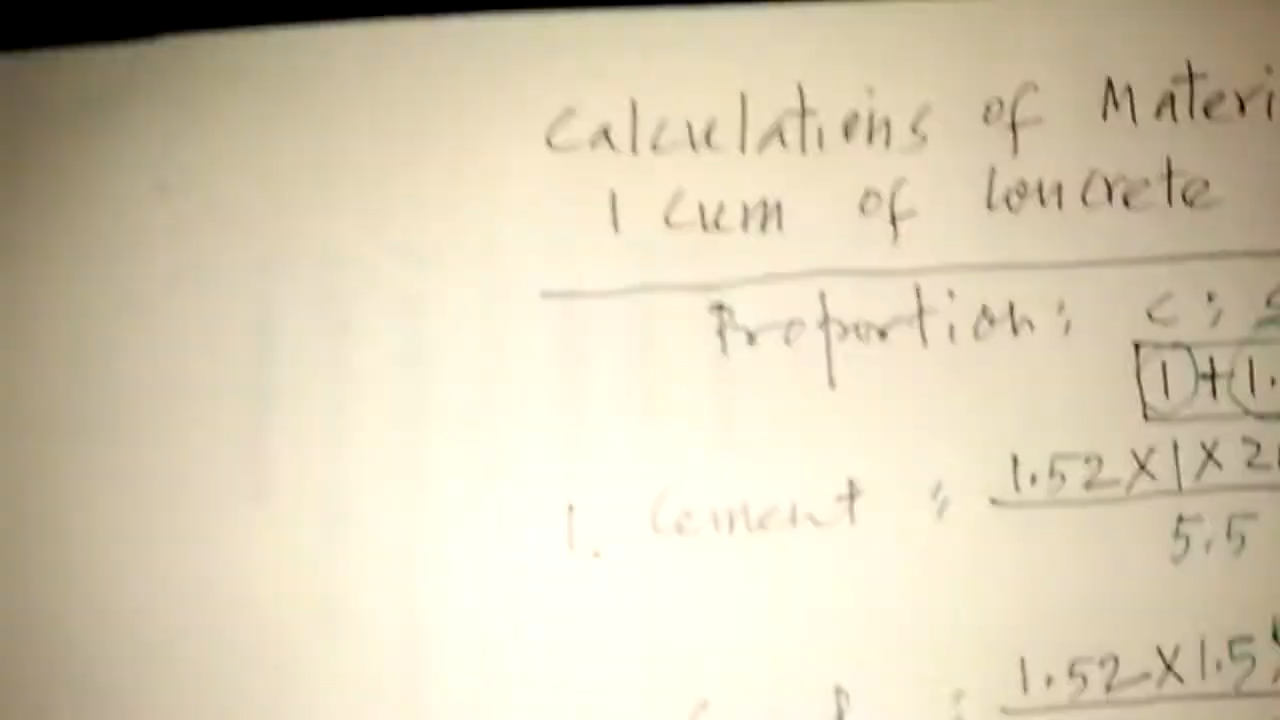 Calculations of Materi
1 cum of Concrete
Proportion: C : S
1 + 1.
1. Cement : 1.52 X 1 X 2
5.5
1.52 X 1.5